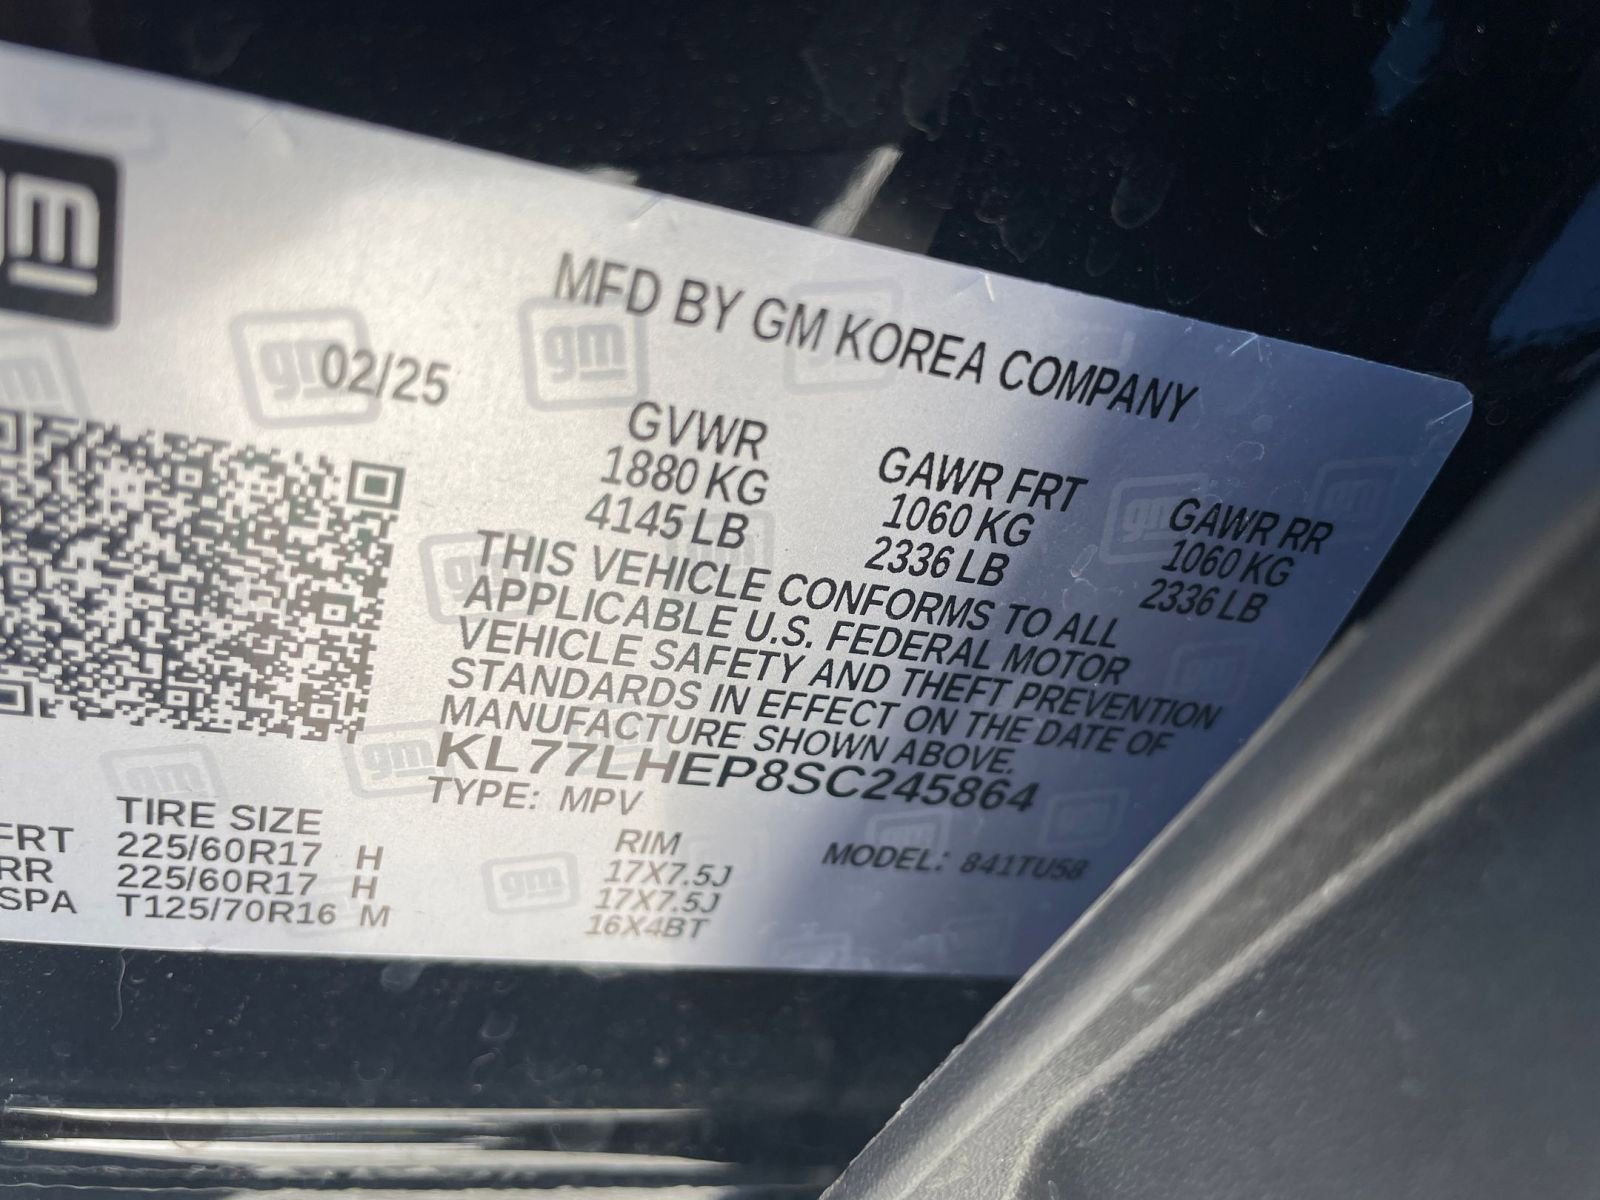 gm
MFD BY GM KOREA COMPANY
02/25
GVWR GAWR FRT GAWR RR
1880 KG 1060 KG 1060 KG
4145 LB 2336 LB 2336 LB
THIS VEHICLE CONFORMS TO ALL
APPLICABLE U.S. FEDERAL MOTOR
VEHICLE SAFETY AND THEFT PREVENTION
STANDARDS IN EFFECT ON THE DATE OF
MANUFACTURE SHOWN ABOVE.
KL77LHEP8SC245864
TYPE: MPV MODEL: 841TU58
TIRE SIZE RIM
FRT 225/60R17 H 17X7.5J
RR 225/60R17 H 17X7.5J
SPA T125/70R16 M 16X4BT